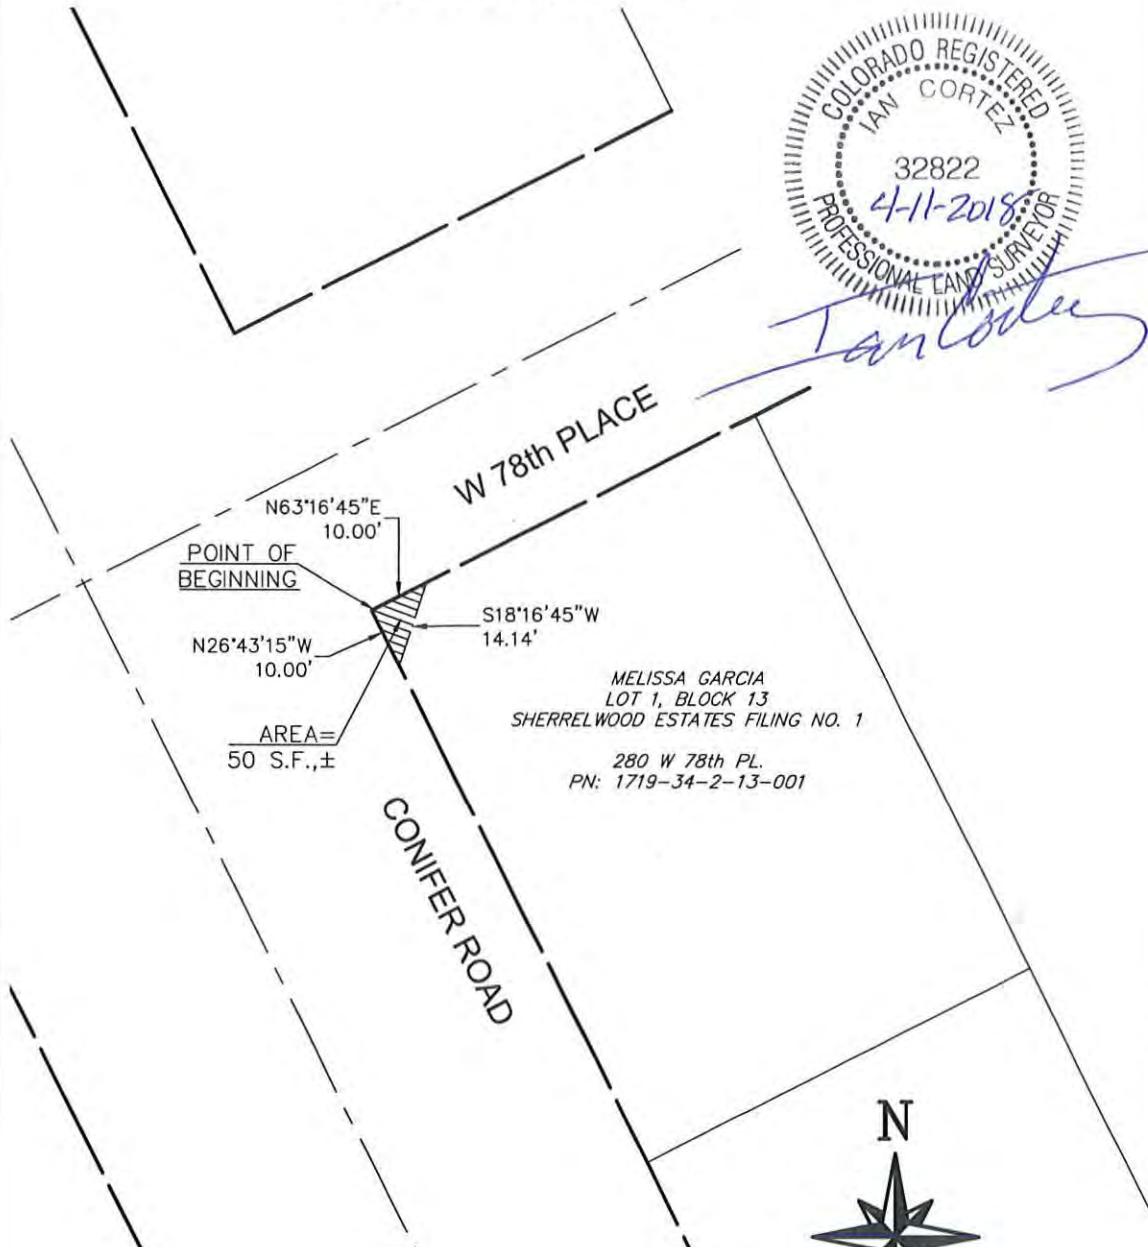 COLORADO REGISTERED
IAN CORTEZ
32822
4-11-2018
PROFESSIONAL LAND SURVEYOR
Ian Cortez
W 78th PLACE
N63°16'45"E
10.00'
POINT OF
BEGINNING
S18°16'45"W
14.14'
N26°43'15"W
10.00'
AREA=
50 S.F.,±
MELISSA GARCIA
LOT 1, BLOCK 13
SHERRELWOOD ESTATES FILING NO. 1
280 W 78th PL.
PN: 1719-34-2-13-001
CONIFER ROAD
N